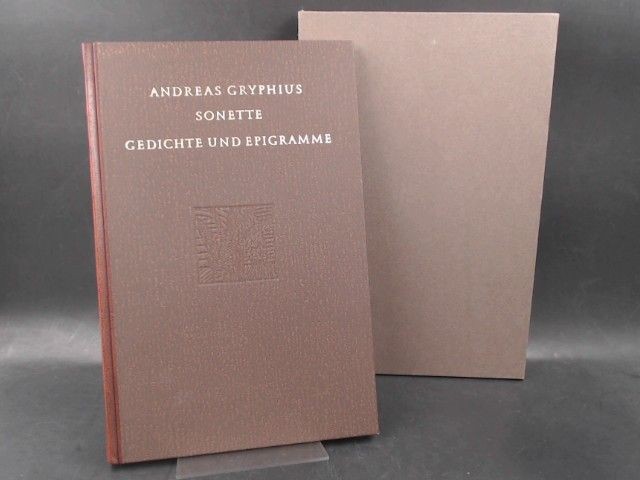 ANDREAS GRYPHIUS
SONETTE
GEDICHTE UND EPIGRAMME